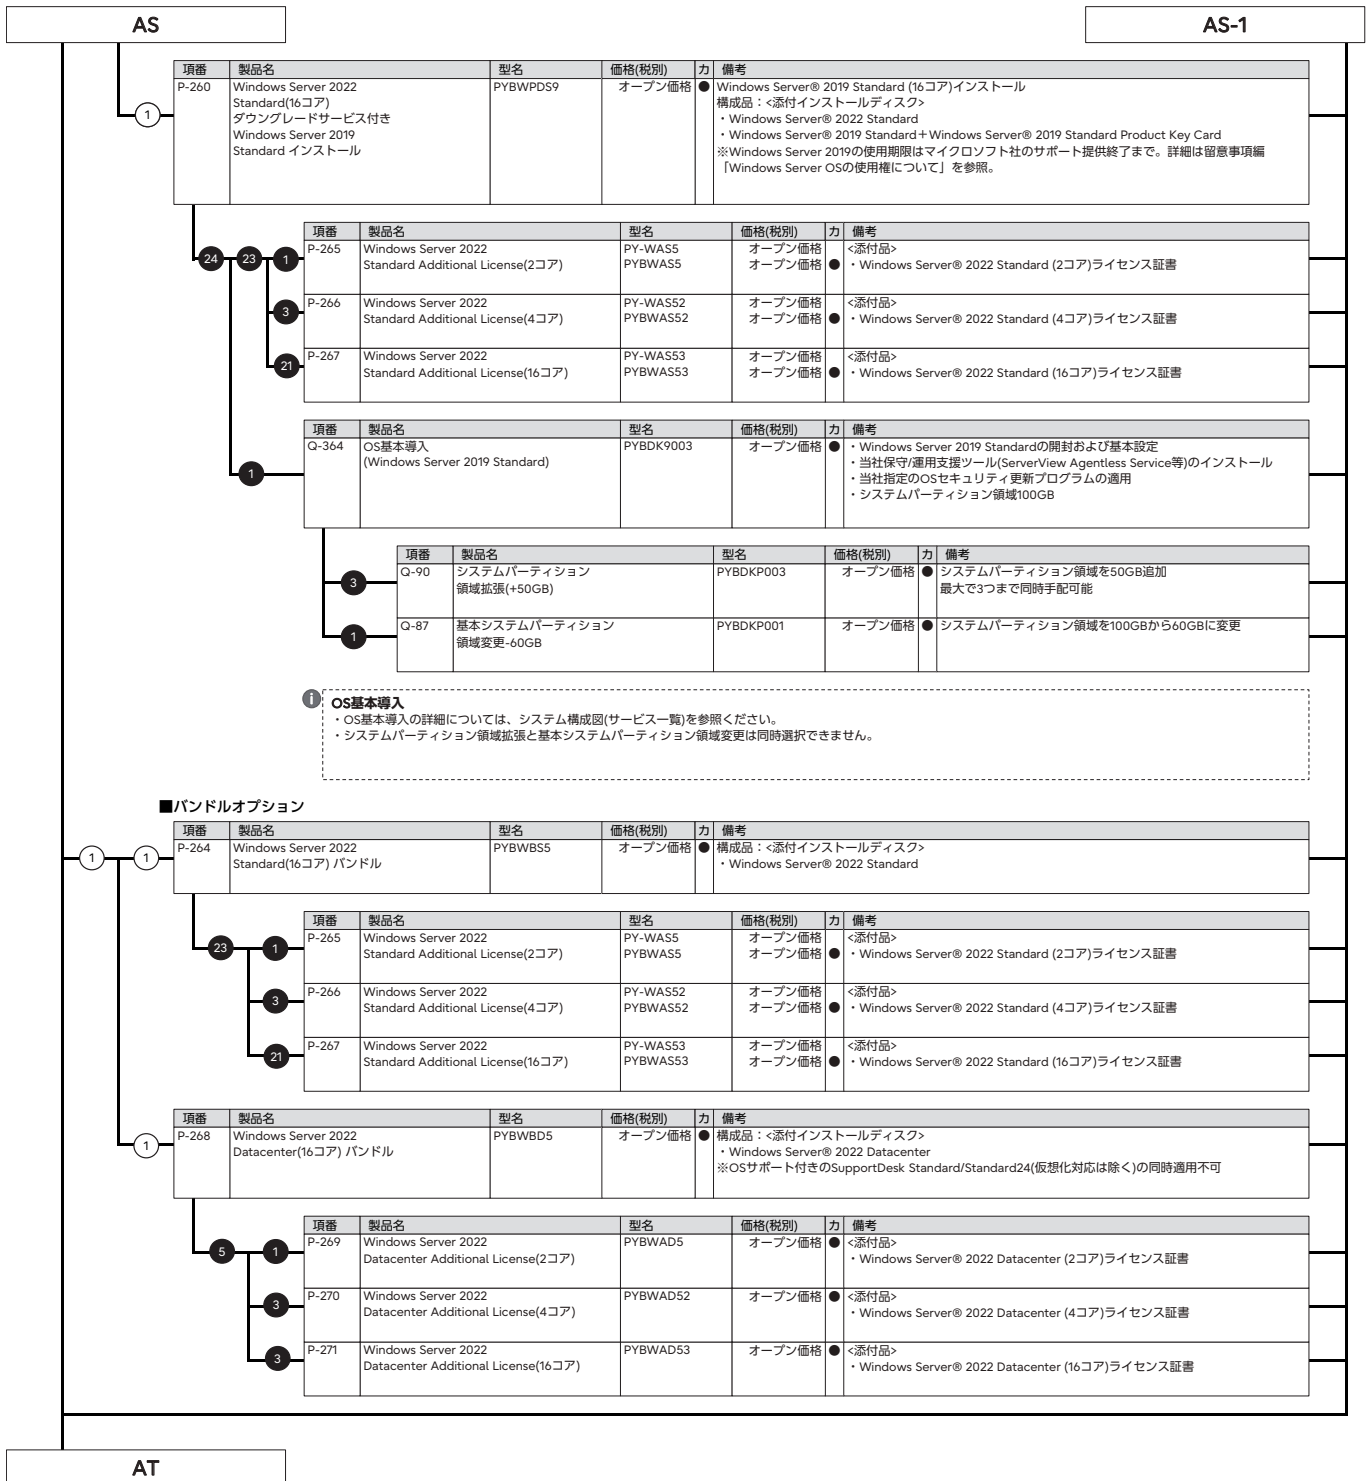 AS
AS-1
項番 製品名 型名 価格(税別) カ 備考
P-260 Windows Server 2022 PYBWPDS9 オープン価格 ● Windows Server® 2019 Standard (16コア)インストール
Standard(16コア) 構成品：<添付インストールディスク>
ダウングレードサービス付き ・Windows Server® 2022 Standard
Windows Server 2019 ・Windows Server® 2019 Standard＋Windows Server® 2019 Standard Product Key Card
Standard インストール ※Windows Server 2019の使用期限はマイクロソフト社のサポート提供終了まで。詳細は留意事項編
「Windows Server OSの使用権について」を参照。
1
項番 製品名 型名 価格(税別) カ 備考
24 23 1 P-265 Windows Server 2022 PY-WAS5 オープン価格 <添付品>
Standard Additional License(2コア) PYBWAS5 オープン価格 ● ・Windows Server® 2022 Standard (2コア)ライセンス証書
3 P-266 Windows Server 2022 PY-WAS52 オープン価格 <添付品>
Standard Additional License(4コア) PYBWAS52 オープン価格 ● ・Windows Server® 2022 Standard (4コア)ライセンス証書
21 P-267 Windows Server 2022 PY-WAS53 オープン価格 <添付品>
Standard Additional License(16コア) PYBWAS53 オープン価格 ● ・Windows Server® 2022 Standard (16コア)ライセンス証書
項番 製品名 型名 価格(税別) カ 備考
Q-364 OS基本導入 PYBDK9003 オープン価格 ● ・Windows Server 2019 Standardの開封および基本設定
(Windows Server 2019 Standard) ・当社保守/運用支援ツール(ServerView Agentless Service等)のインストール
1 ・当社指定のOSセキュリティ更新プログラムの適用
・システムパーティション領域100GB
項番 製品名 型名 価格(税別) カ 備考
3 Q-90 システムパーティション PYBDKP003 オープン価格 ● システムパーティション領域を50GB追加
領域拡張(+50GB) 最大で3つまで同時手配可能
1 Q-87 基本システムパーティション PYBDKP001 オープン価格 ● システムパーティション領域を100GBから60GBに変更
領域変更-60GB
i OS基本導入
・OS基本導入の詳細については、システム構成図(サービス一覧)を参照ください。
・システムパーティション領域拡張と基本システムパーティション領域変更は同時選択できません。
■バンドルオプション
項番 製品名 型名 価格(税別) カ 備考
1 1 P-264 Windows Server 2022 PYBWBS5 オープン価格 ● 構成品：<添付インストールディスク>
Standard(16コア) バンドル ・Windows Server® 2022 Standard
項番 製品名 型名 価格(税別) カ 備考
23 1 P-265 Windows Server 2022 PY-WAS5 オープン価格 <添付品>
Standard Additional License(2コア) PYBWAS5 オープン価格 ● ・Windows Server® 2022 Standard (2コア)ライセンス証書
3 P-266 Windows Server 2022 PY-WAS52 オープン価格 <添付品>
Standard Additional License(4コア) PYBWAS52 オープン価格 ● ・Windows Server® 2022 Standard (4コア)ライセンス証書
21 P-267 Windows Server 2022 PY-WAS53 オープン価格 <添付品>
Standard Additional License(16コア) PYBWAS53 オープン価格 ● ・Windows Server® 2022 Standard (16コア)ライセンス証書
項番 製品名 型名 価格(税別) カ 備考
1 P-268 Windows Server 2022 PYBWBD5 オープン価格 ● 構成品：<添付インストールディスク>
Datacenter(16コア) バンドル ・Windows Server® 2022 Datacenter
※OSサポート付きのSupportDesk Standard/Standard24(仮想化対応は除く)の同時適用不可
項番 製品名 型名 価格(税別) カ 備考
5 1 P-269 Windows Server 2022 PYBWAD5 オープン価格 ● <添付品>
Datacenter Additional License(2コア) ・Windows Server® 2022 Datacenter (2コア)ライセンス証書
3 P-270 Windows Server 2022 PYBWAD52 オープン価格 ● <添付品>
Datacenter Additional License(4コア) ・Windows Server® 2022 Datacenter (4コア)ライセンス証書
3 P-271 Windows Server 2022 PYBWAD53 オープン価格 ● <添付品>
Datacenter Additional License(16コア) ・Windows Server® 2022 Datacenter (16コア)ライセンス証書
AT